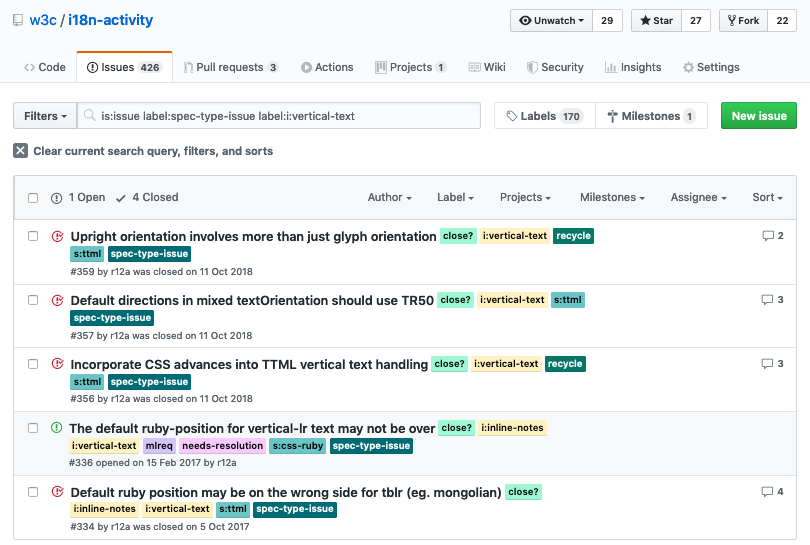 w3c / i18n-activity Unwatch 29 Star 27 Fork 22
Code Issues 426 Pull requests 3 Actions Projects 1 Wiki Security Insights Settings
Filters is:issue label:spec-type-issue label:i:vertical-text Labels 170 Milestones 1 New issue
Clear current search query, filters, and sorts
1 Open 4 Closed Author Label Projects Milestones Assignee Sort
Upright orientation involves more than just glyph orientation close? i:vertical-text recycle 2
s:ttml spec-type-issue
#359 by r12a was closed on 11 Oct 2018
Default directions in mixed textOrientation should use TR50 close? i:vertical-text s:ttml 3
spec-type-issue
#357 by r12a was closed on 11 Oct 2018
Incorporate CSS advances into TTML vertical text handling close? i:vertical-text recycle 3
s:ttml spec-type-issue
#356 by r12a was closed on 11 Oct 2018
The default ruby-position for vertical-lr text may not be over close? i:inline-notes
i:vertical-text mlreq needs-resolution s:css-ruby spec-type-issue
#336 opened on 15 Feb 2017 by r12a
Default ruby position may be on the wrong side for tblr (eg. mongolian) close? 4
i:inline-notes i:vertical-text s:ttml spec-type-issue
#334 by r12a was closed on 5 Oct 2017